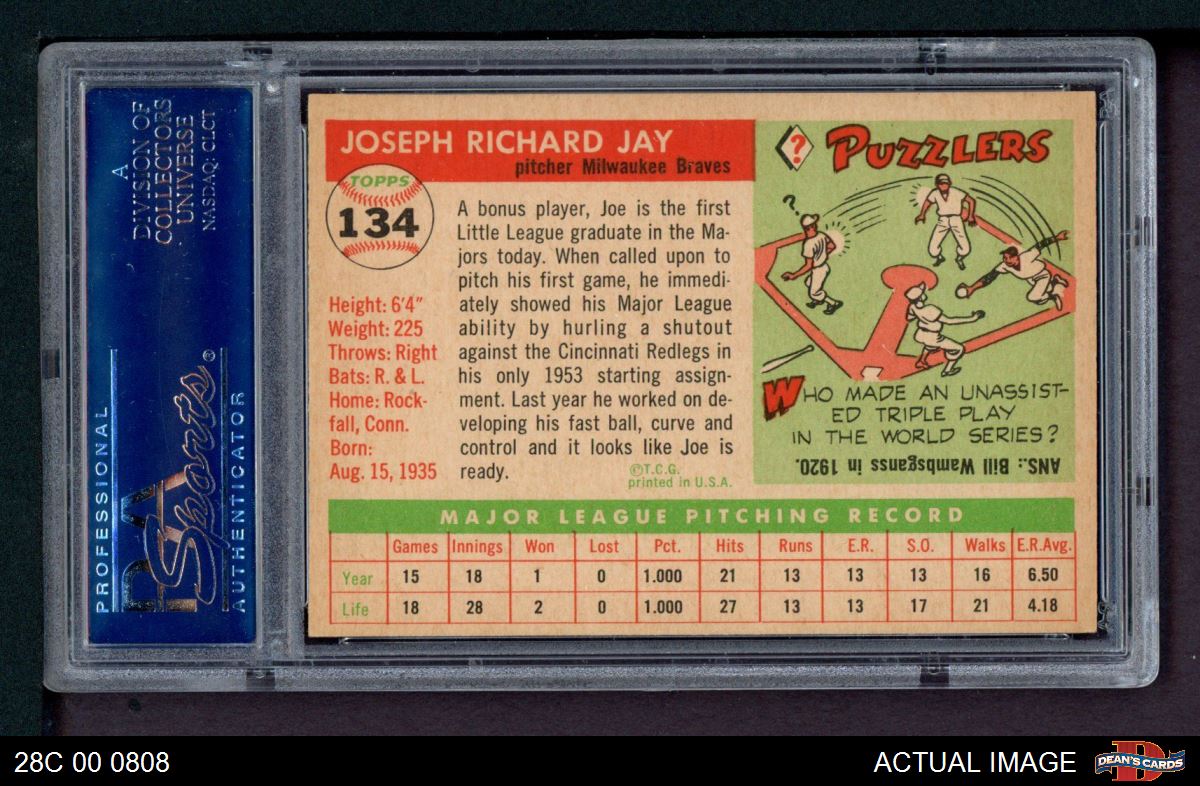 A
DIVISION OF
COLLECTORS
UNIVERSE
NASDAQ: CLCT
PROFESSIONAL
PSA
Sports®
AUTHENTICATOR
JOSEPH RICHARD JAY
pitcher Milwaukee Braves
TOPPS
134
Height: 6'4"
Weight: 225
Throws: Right
Bats: R. & L.
Home: Rock-
fall, Conn.
Born:
Aug. 15, 1935
A bonus player, Joe is the first
Little League graduate in the Ma-
jors today. When called upon to
pitch his first game, he immedi-
ately showed his Major League
ability by hurling a shutout
against the Cincinnati Redlegs in
his only 1953 starting assign-
ment. Last year he worked on de-
veloping his fast ball, curve and
control and it looks like Joe is
ready.
©T.C.G.
printed in U.S.A.
?
PUZZLERS
?
WHO MADE AN UNASSIST-
ED TRIPLE PLAY
IN THE WORLD SERIES?
ANS.: Bill Wambsganss in 1920.
MAJOR LEAGUE PITCHING RECORD
Games Innings Won Lost Pct. Hits Runs E.R. S.O. Walks E.R.Avg.
Year 15 18 1 0 1.000 21 13 13 13 16 6.50
Life 18 28 2 0 1.000 27 13 13 17 21 4.18
28C 00 0808
ACTUAL IMAGE
D
DEAN'S CARDS